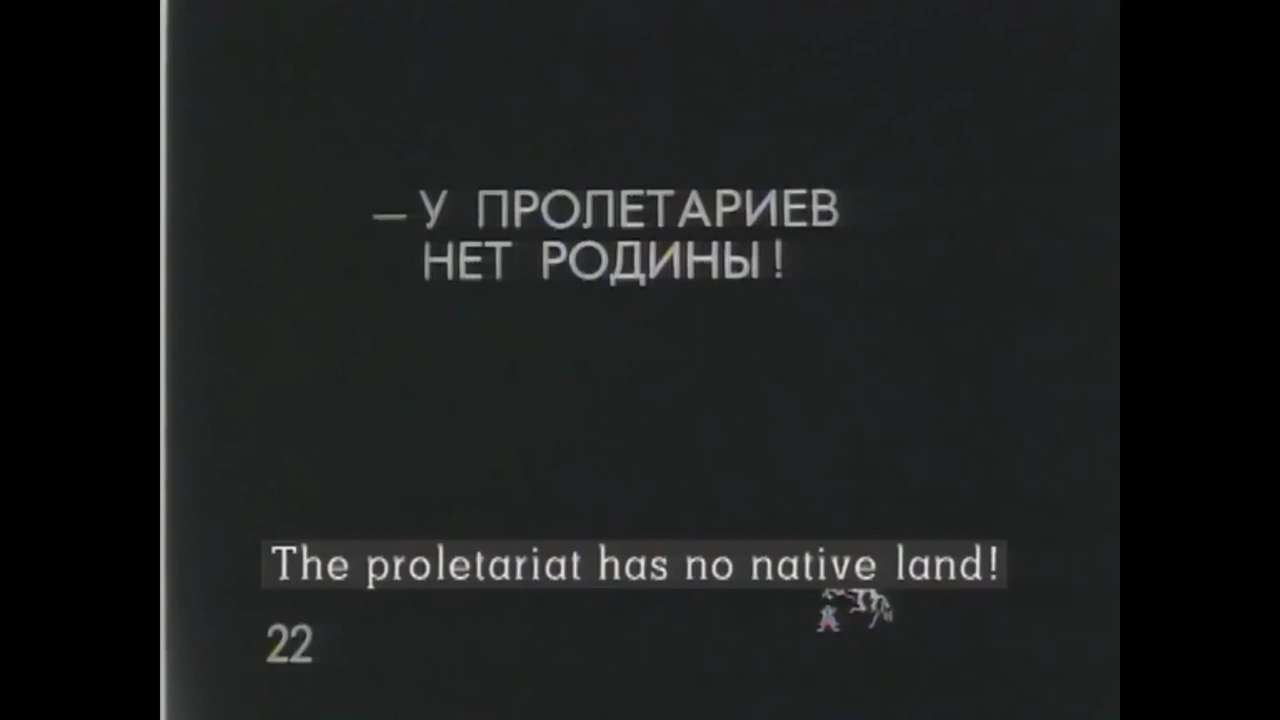 — У ПРОЛЕТАРИЕВ
НЕТ РОДИНЫ!
The proletariat has no native land!
22